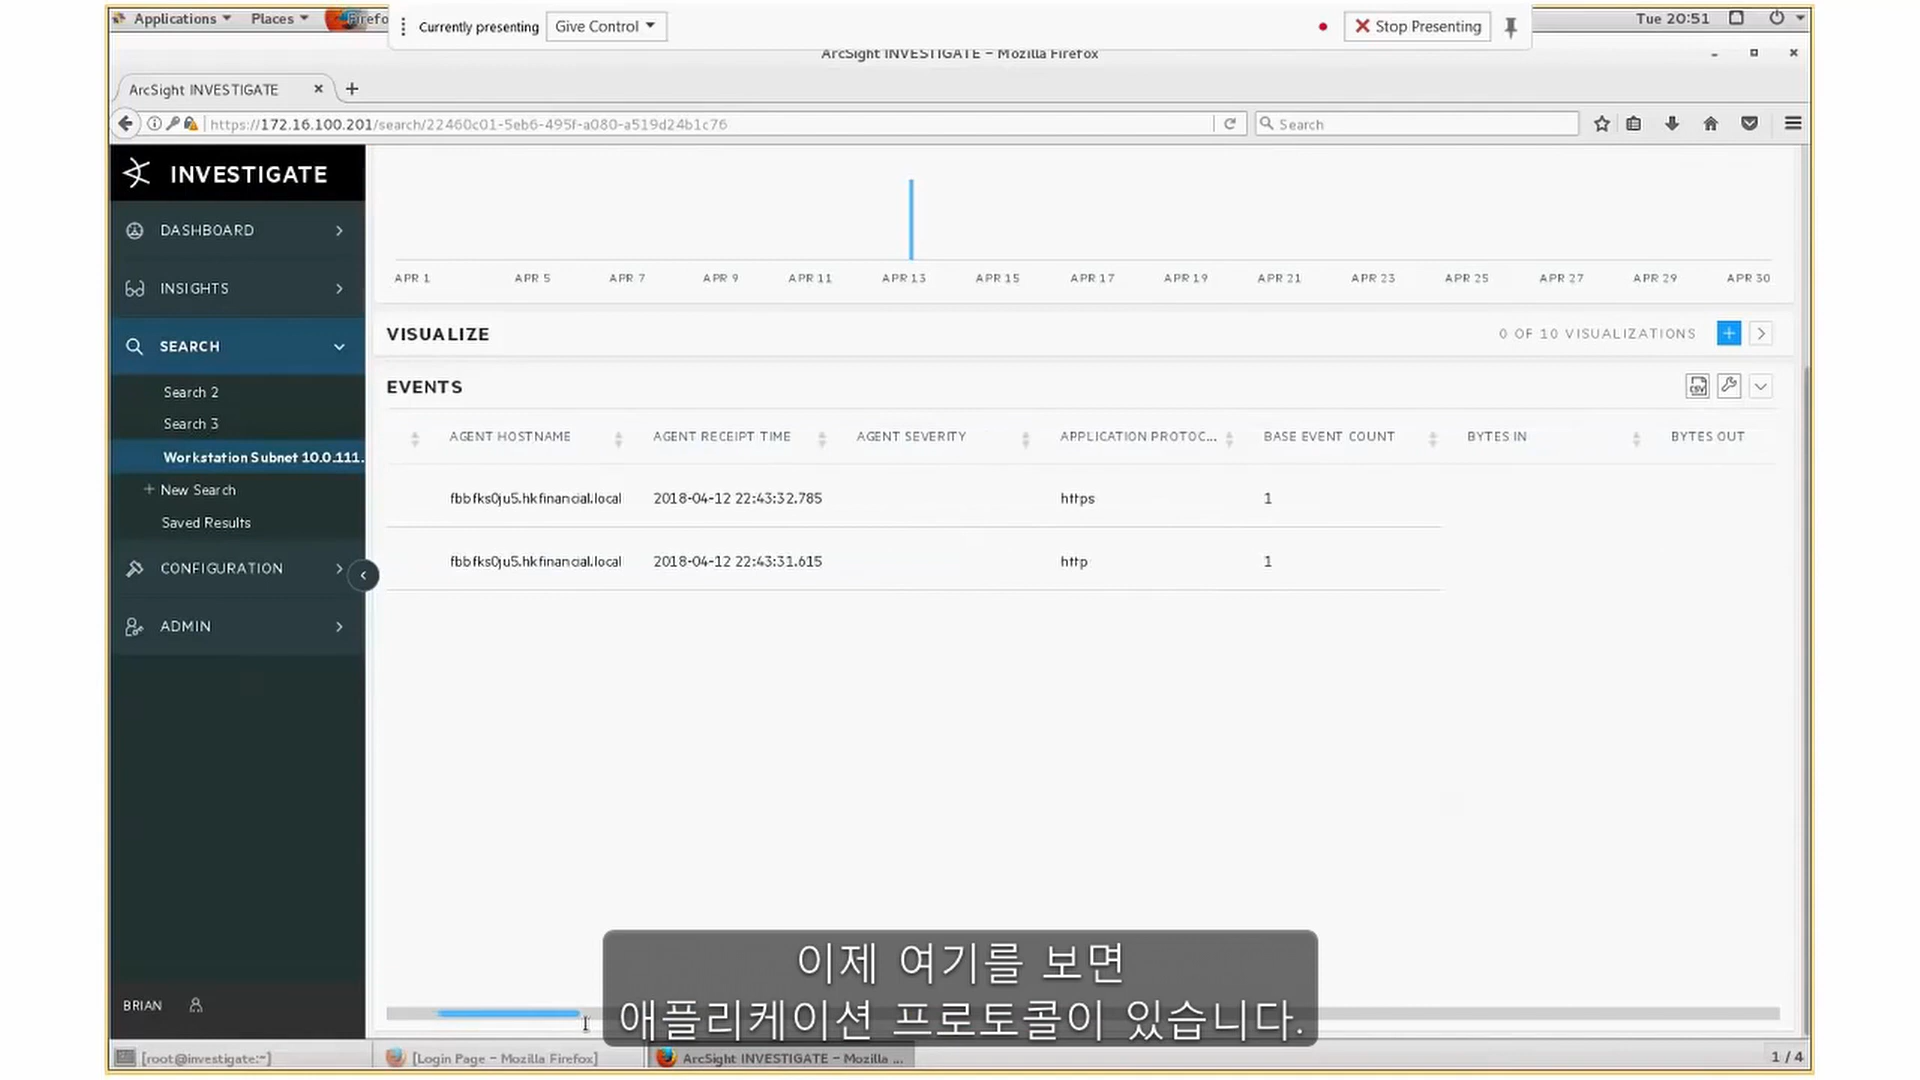 Applications Places Firefo
Currently presenting Give Control Stop Presenting
Tue 20:51
ArcSight INVESTIGATE – Mozilla Firefox
ArcSight INVESTIGATE
https://172.16.100.201/search/22460c01-5eb6-495f-a080-a519d24b1c76
Search
INVESTIGATE
DASHBOARD
INSIGHTS
SEARCH
Search 2
Search 3
Workstation Subnet 10.0.111.
+ New Search
Saved Results
CONFIGURATION
ADMIN
BRIAN
APR 1 APR 5 APR 7 APR 9 APR 11 APR 13 APR 15 APR 17 APR 19 APR 21 APR 23 APR 25 APR 27 APR 29 APR 30
VISUALIZE
0 OF 10 VISUALIZATIONS
EVENTS
CSV
AGENT HOSTNAME AGENT RECEIPT TIME AGENT SEVERITY APPLICATION PROTOC... BASE EVENT COUNT BYTES IN BYTES OUT
fbbfks0ju5.hkfinancial.local 2018-04-12 22:43:32.785 https 1
fbbfks0ju5.hkfinancial.local 2018-04-12 22:43:31.615 http 1
이제 여기를 보면
애플리케이션 프로토콜이 있습니다.
[root@investigate:~] [Login Page – Mozilla Firefox] ArcSight INVESTIGATE – Mozilla ... 1 / 4